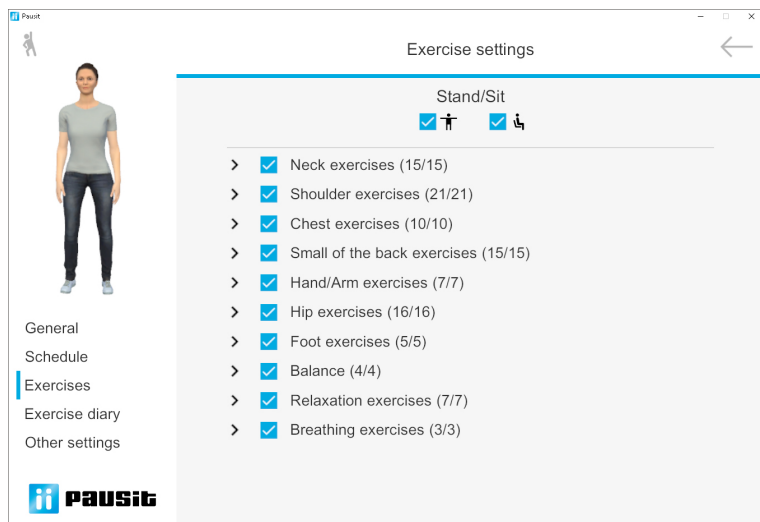 Pausit
Exercise settings
Stand/Sit
Neck exercises (15/15)
Shoulder exercises (21/21)
Chest exercises (10/10)
Small of the back exercises (15/15)
Hand/Arm exercises (7/7)
Hip exercises (16/16)
Foot exercises (5/5)
Balance (4/4)
Relaxation exercises (7/7)
Breathing exercises (3/3)
General
Schedule
Exercises
Exercise diary
Other settings
pausit